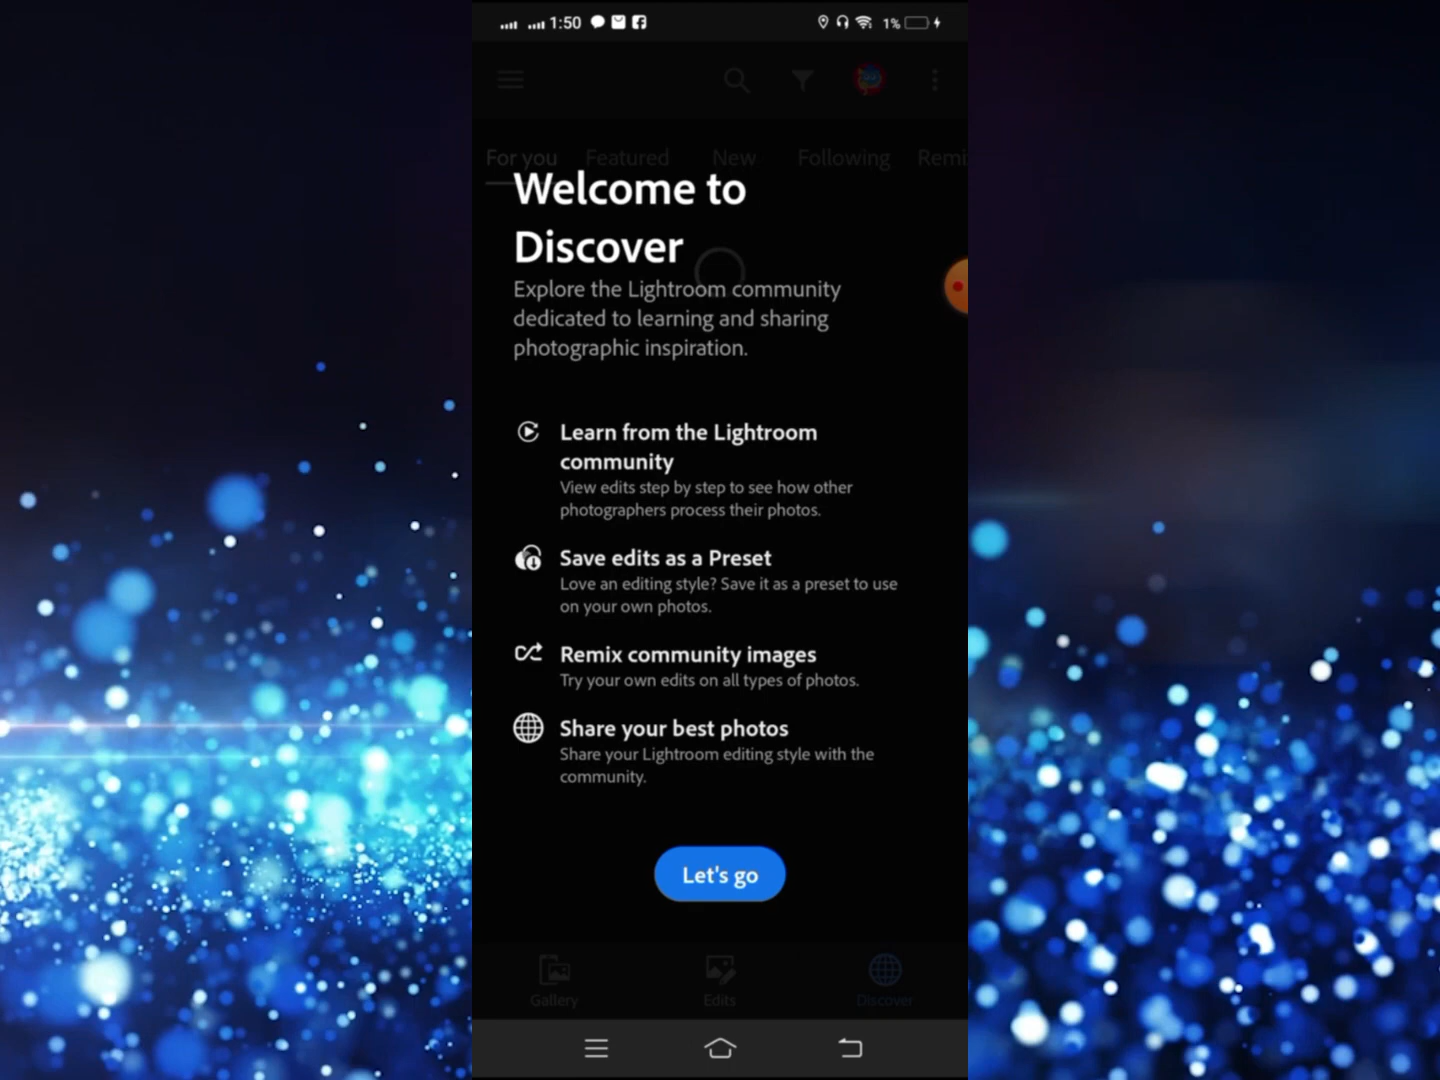 1:50
1%
For you Featured New Following Remi
Welcome to
Discover
Explore the Lightroom community
dedicated to learning and sharing
photographic inspiration.
Learn from the Lightroom
community
View edits step by step to see how other
photographers process their photos.
Save edits as a Preset
Love an editing style? Save it as a preset to use
on your own photos.
Remix community images
Try your own edits on all types of photos.
Share your best photos
Share your Lightroom editing style with the
community.
Let's go
Gallery Edits Discover